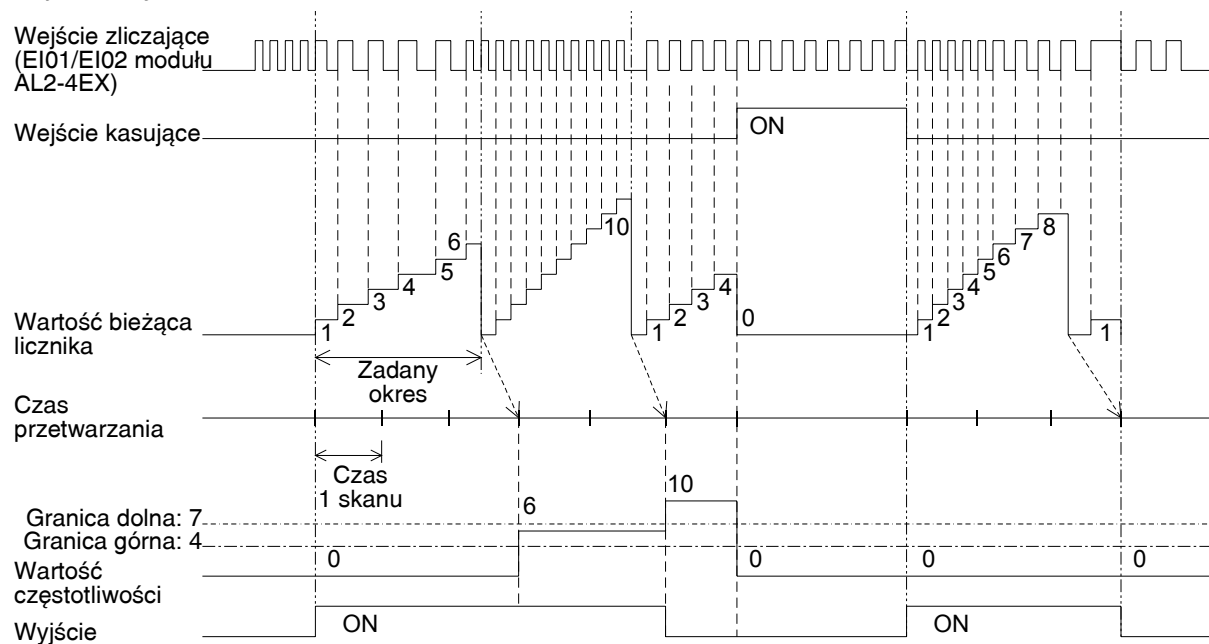 Wejście zliczające
(EI01/EI02 modułu
AL2-4EX)
Wejście kasujące
ON
Wartość bieżąca
licznika
1
2
3
4
5
6
10
1
2
3
4
0
1
2
3
4
5
6
7
8
1
Zadany
okres
Czas
przetwarzania
Czas
1 skanu
Granica dolna: 7
Granica górna: 4
Wartość
częstotliwości
0
6
10
0
0
0
Wyjście
ON
ON